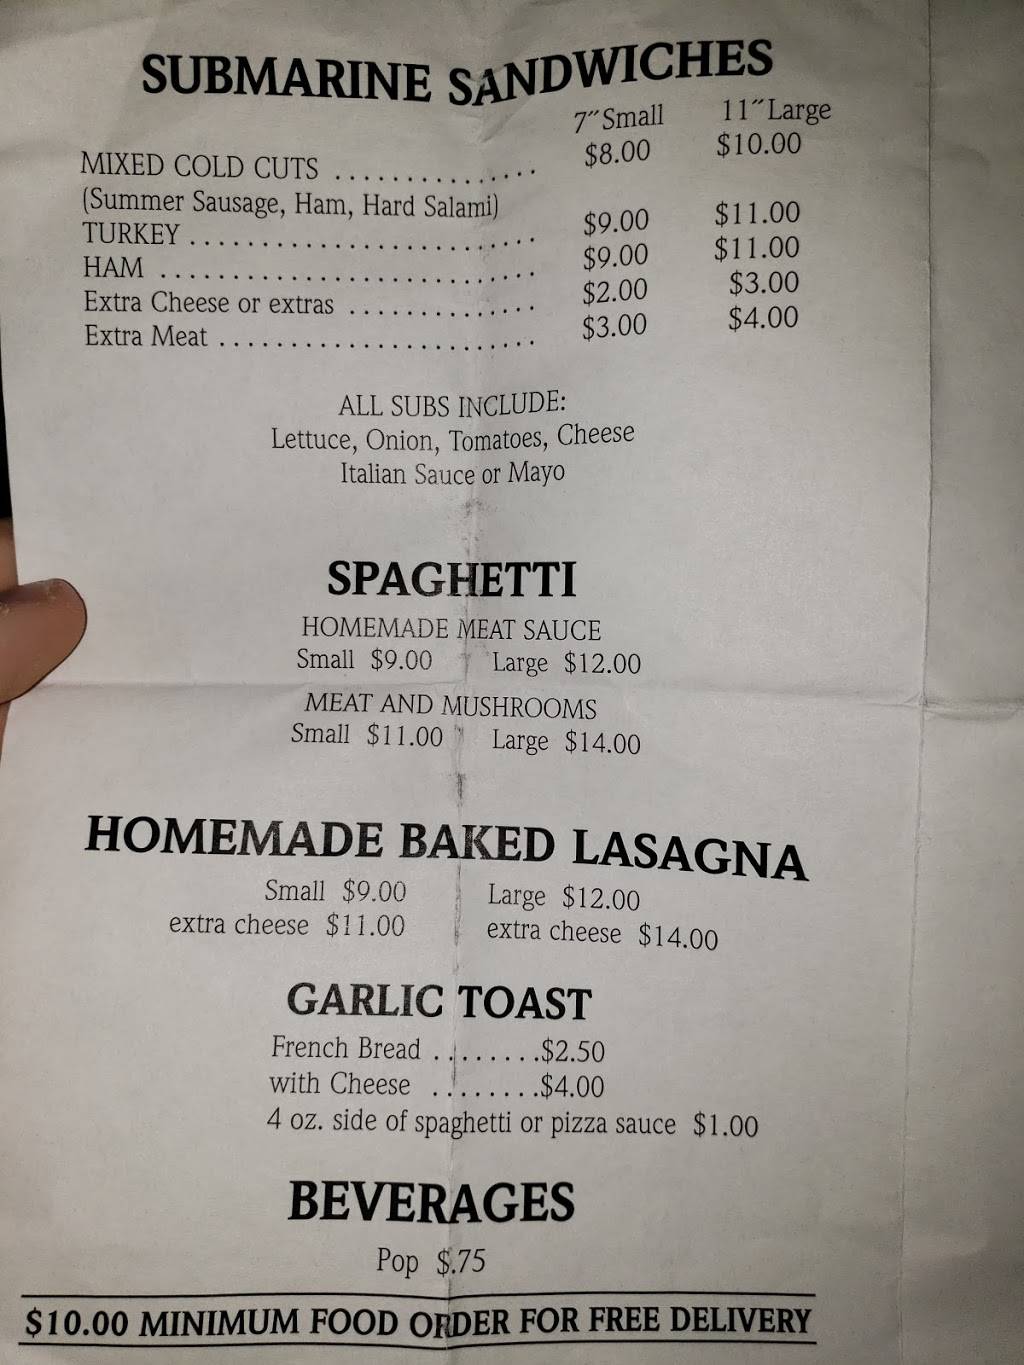 SUBMARINE SANDWICHES
7″Small 11″Large
MIXED COLD CUTS ............... $8.00 $10.00
(Summer Sausage, Ham, Hard Salami)
TURKEY ......................... $9.00 $11.00
HAM ........................... $9.00 $11.00
Extra Cheese or extras .............. $2.00 $3.00
Extra Meat ....................... $3.00 $4.00
ALL SUBS INCLUDE:
Lettuce, Onion, Tomatoes, Cheese
Italian Sauce or Mayo
SPAGHETTI
HOMEMADE MEAT SAUCE
Small $9.00 Large $12.00
MEAT AND MUSHROOMS
Small $11.00 Large $14.00
HOMEMADE BAKED LASAGNA
Small $9.00 Large $12.00
extra cheese $11.00 extra cheese $14.00
GARLIC TOAST
French Bread ........$2.50
with Cheese ........$4.00
4 oz. side of spaghetti or pizza sauce $1.00
BEVERAGES
Pop $.75
$10.00 MINIMUM FOOD ORDER FOR FREE DELIVERY